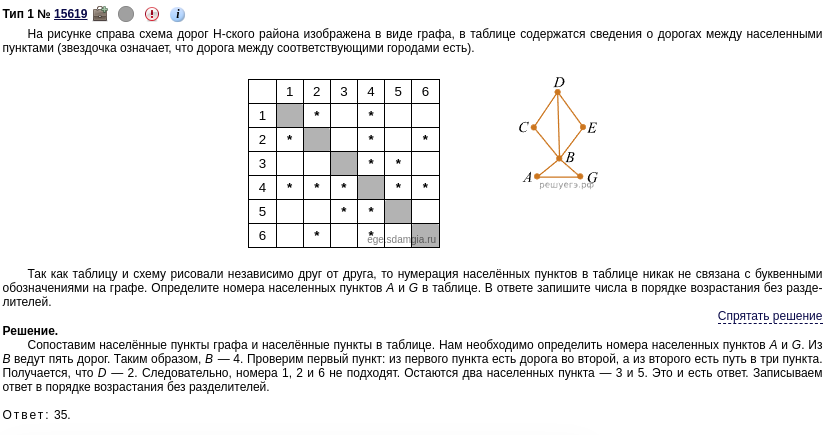 Тип 1 № 15619
На рисунке справа схема дорог Н-ского района изображена в виде графа, в таблице содержатся сведения о дорогах между населенными
пунктами (звездочка означает, что дорога между соответствующими городами есть).
1 2 3 4 5 6
1 * *
2 * * *
3 * *
4 * * * * *
5 * *
6 * *
ege.sdamgia.ru
D
C E
B
A G
решуегэ.рф
Так как таблицу и схему рисовали независимо друг от друга, то нумерация населённых пунктов в таблице никак не связана с буквенными
обозначениями на графе. Определите номера населенных пунктов A и G в таблице. В ответе запишите числа в порядке возрастания без разде-
лителей.
Спрятать решение
Решение.
Сопоставим населённые пункты графа и населённые пункты в таблице. Нам необходимо определить номера населенных пунктов A и G. Из
B ведут пять дорог. Таким образом, B — 4. Проверим первый пункт: из первого пункта есть дорога во второй, а из второго есть путь в три пункта.
Получается, что D — 2. Следовательно, номера 1, 2 и 6 не подходят. Остаются два населенных пункта — 3 и 5. Это и есть ответ. Записываем
ответ в порядке возрастания без разделителей.
Ответ: 35.